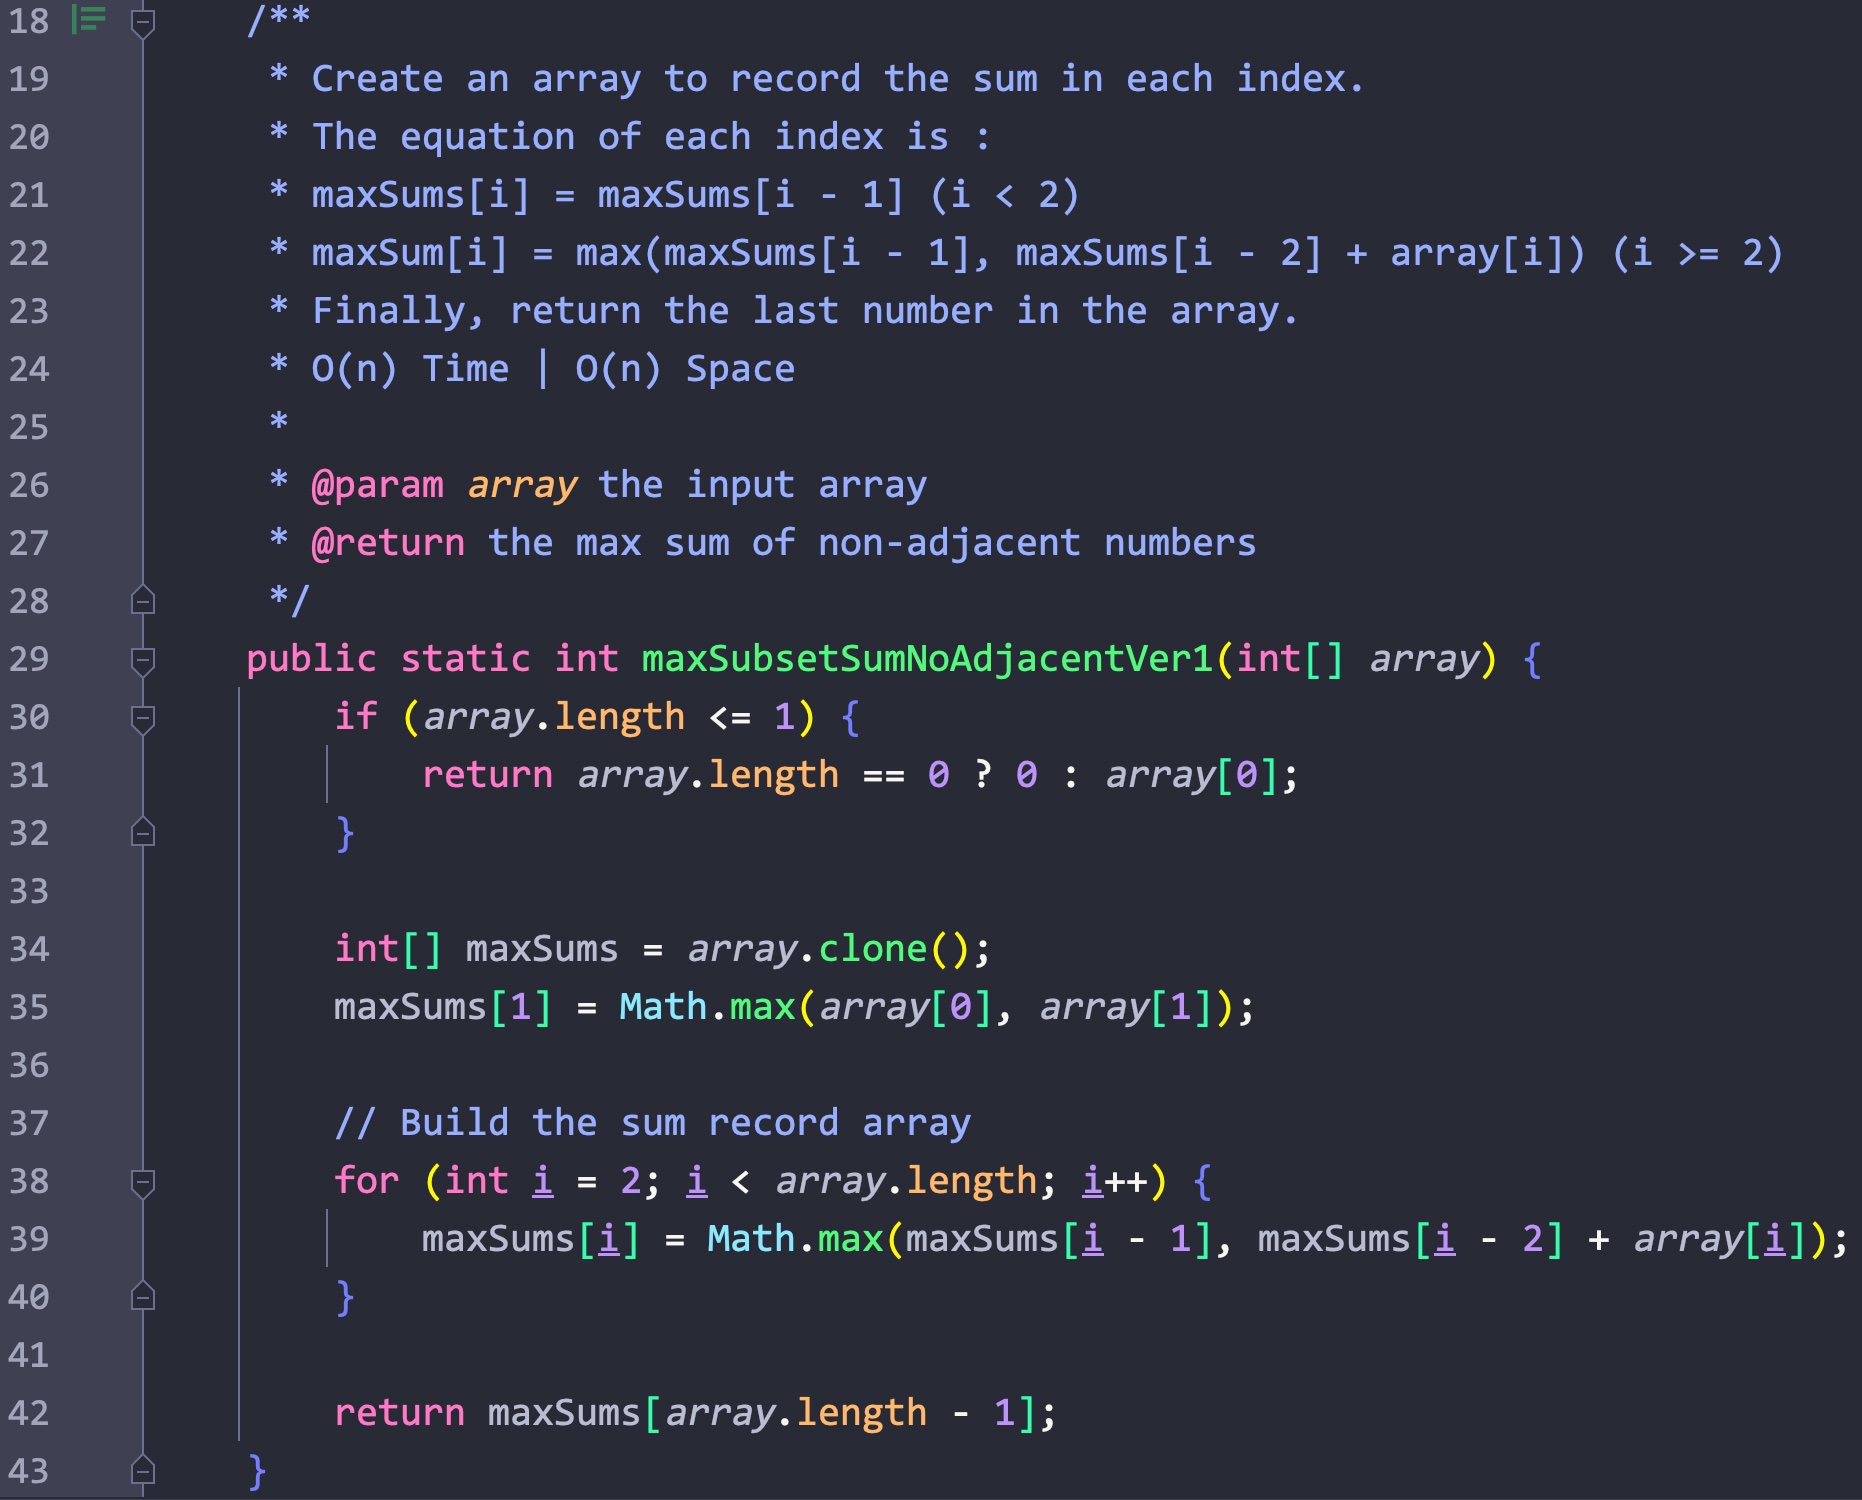 18 /**
19 * Create an array to record the sum in each index.
20 * The equation of each index is :
21 * maxSums[i] = maxSums[i - 1] (i < 2)
22 * maxSum[i] = max(maxSums[i - 1], maxSums[i - 2] + array[i]) (i >= 2)
23 * Finally, return the last number in the array.
24 * O(n) Time | O(n) Space
25 *
26 * @param array the input array
27 * @return the max sum of non-adjacent numbers
28 */
29 public static int maxSubsetSumNoAdjacentVer1(int[] array) {
30 if (array.length <= 1) {
31 return array.length == 0 ? 0 : array[0];
32 }
33
34 int[] maxSums = array.clone();
35 maxSums[1] = Math.max(array[0], array[1]);
36
37 // Build the sum record array
38 for (int i = 2; i < array.length; i++) {
39 maxSums[i] = Math.max(maxSums[i - 1], maxSums[i - 2] + array[i]);
40 }
41
42 return maxSums[array.length - 1];
43 }